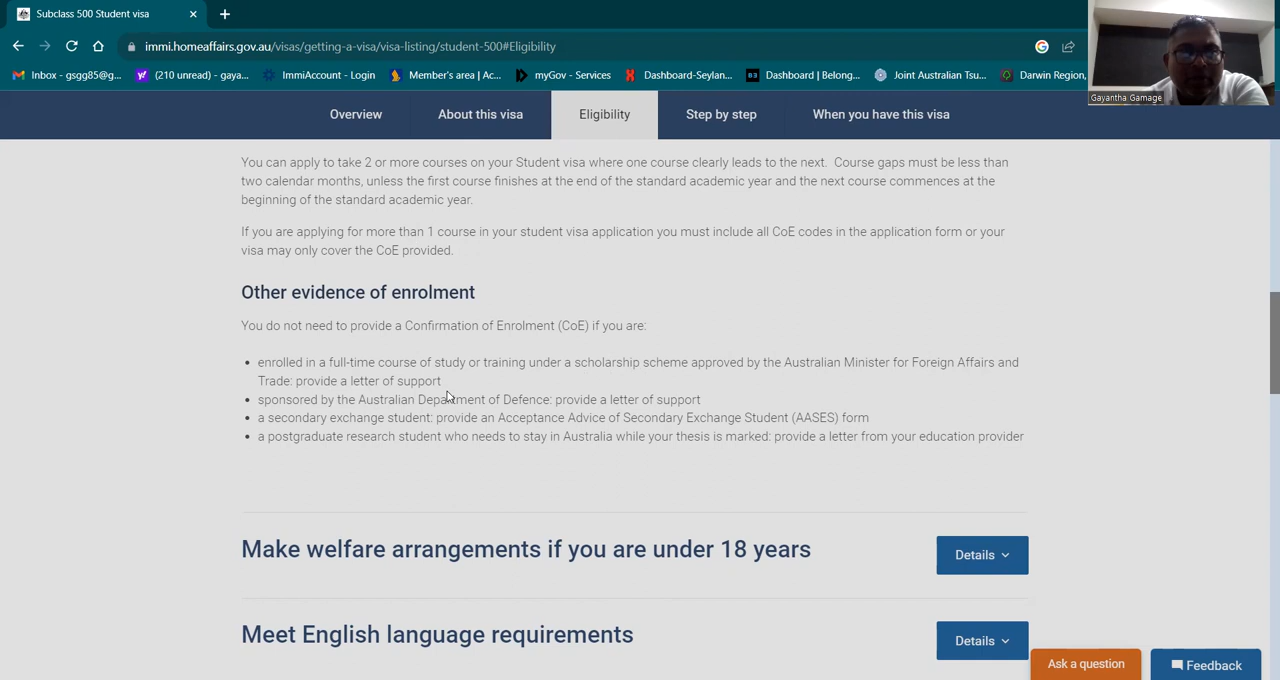 Subclass 500 Student visa
immi.homeaffairs.gov.au/visas/getting-a-visa/visa-listing/student-500#Eligibility
Inbox - gsgg85@g... (210 unread) - gaya... ImmiAccount - Login Member's area | Ac... myGov - Services Dashboard-Seylan... Dashboard | Belong... Joint Australian Tsu... Darwin Region,
Gayantha Gamage
Overview About this visa Eligibility Step by step When you have this visa
You can apply to take 2 or more courses on your Student visa where one course clearly leads to the next. Course gaps must be less than
two calendar months, unless the first course finishes at the end of the standard academic year and the next course commences at the
beginning of the standard academic year.
If you are applying for more than 1 course in your student visa application you must include all CoE codes in the application form or your
visa may only cover the CoE provided.
Other evidence of enrolment
You do not need to provide a Confirmation of Enrolment (CoE) if you are:
• enrolled in a full-time course of study or training under a scholarship scheme approved by the Australian Minister for Foreign Affairs and
Trade: provide a letter of support
• sponsored by the Australian Department of Defence: provide a letter of support
• a secondary exchange student: provide an Acceptance Advice of Secondary Exchange Student (AASES) form
• a postgraduate research student who needs to stay in Australia while your thesis is marked: provide a letter from your education provider
Make welfare arrangements if you are under 18 years
Details
Meet English language requirements
Details
Ask a question
Feedback